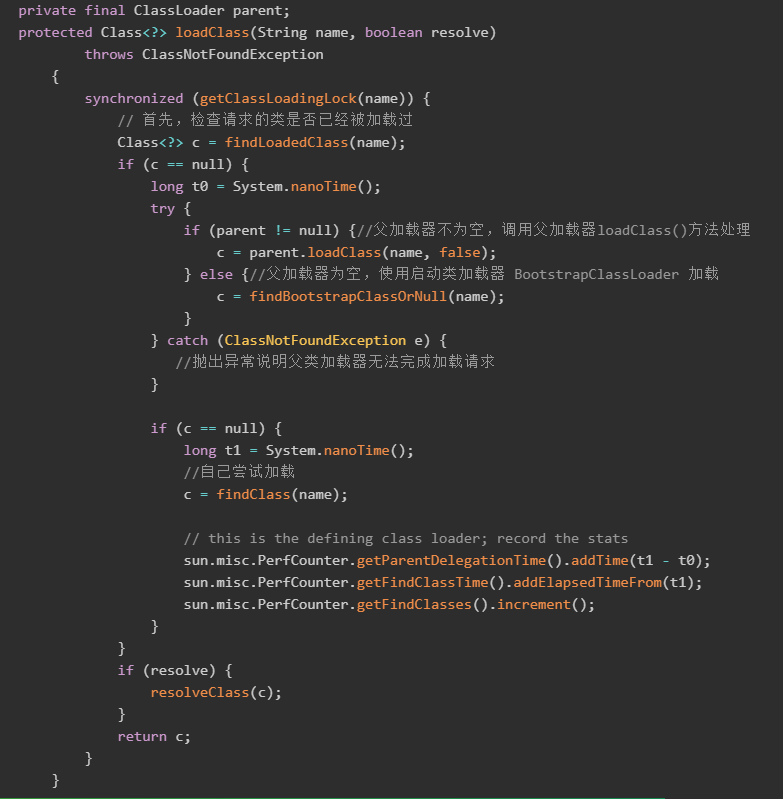 private final ClassLoader parent;
protected Class<?> loadClass(String name, boolean resolve)
        throws ClassNotFoundException
    {
        synchronized (getClassLoadingLock(name)) {
            // 首先，检查请求的类是否已经被加载过
            Class<?> c = findLoadedClass(name);
            if (c == null) {
                long t0 = System.nanoTime();
                try {
                    if (parent != null) {//父加载器不为空，调用父加载器loadClass()方法处理
                        c = parent.loadClass(name, false);
                    } else {//父加载器为空，使用启动类加载器 BootstrapClassLoader 加载
                        c = findBootstrapClassOrNull(name);
                    }
                } catch (ClassNotFoundException e) {
                   //抛出异常说明父类加载器无法完成加载请求
                }

                if (c == null) {
                    long t1 = System.nanoTime();
                    //自己尝试加载
                    c = findClass(name);

                    // this is the defining class loader; record the stats
                    sun.misc.PerfCounter.getParentDelegationTime().addTime(t1 - t0);
                    sun.misc.PerfCounter.getFindClassTime().addElapsedTimeFrom(t1);
                    sun.misc.PerfCounter.getFindClasses().increment();
                }
            }
            if (resolve) {
                resolveClass(c);
            }
            return c;
        }
    }